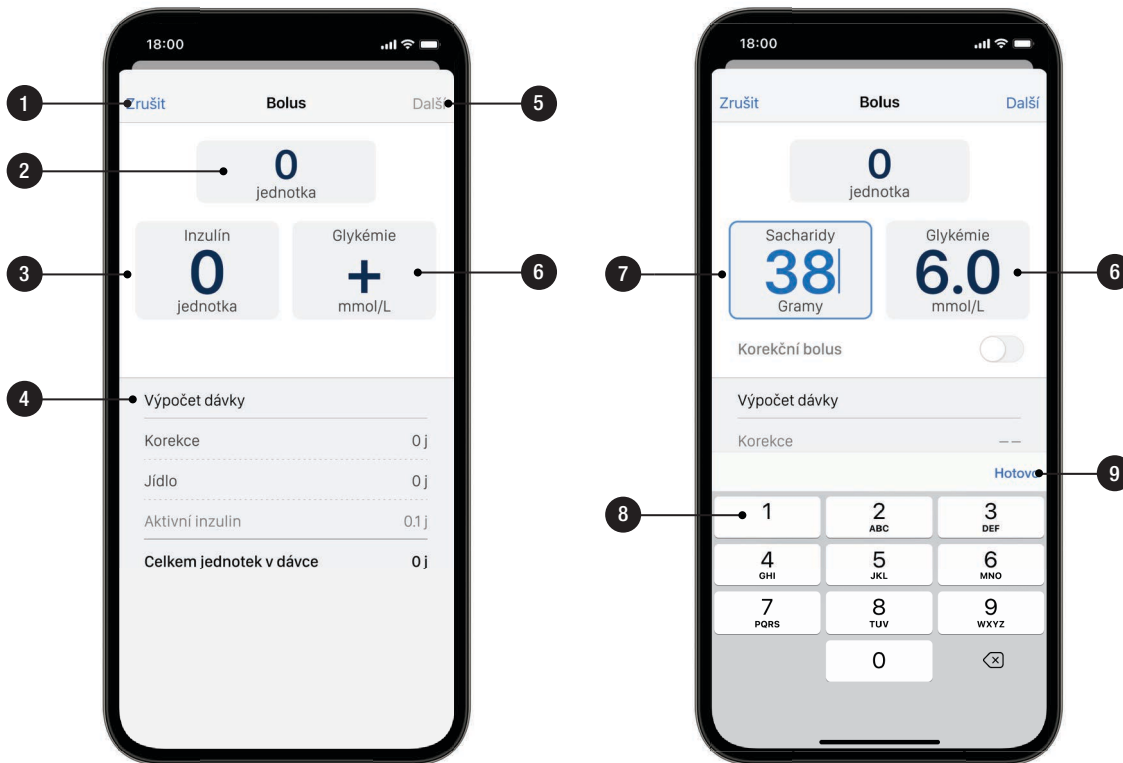 18:00
Zrušit Bolus Další
0
jednotka
Inzulín
0
jednotka
Glykémie
+
mmol/L
Výpočet dávky
Korekce 0 j
Jídlo 0 j
Aktivní inzulin 0.1 j
Celkem jednotek v dávce 0 j
1
2
3
4
5
6
18:00
Zrušit Bolus Další
0
jednotka
Sacharidy
38
Gramy
Glykémie
6.0
mmol/L
Korekční bolus
Výpočet dávky
Korekce --
Hotovo
1 2 ABC 3 DEF
4 GHI 5 JKL 6 MNO
7 PQRS 8 TUV 9 WXYZ
0
7
8
6
9